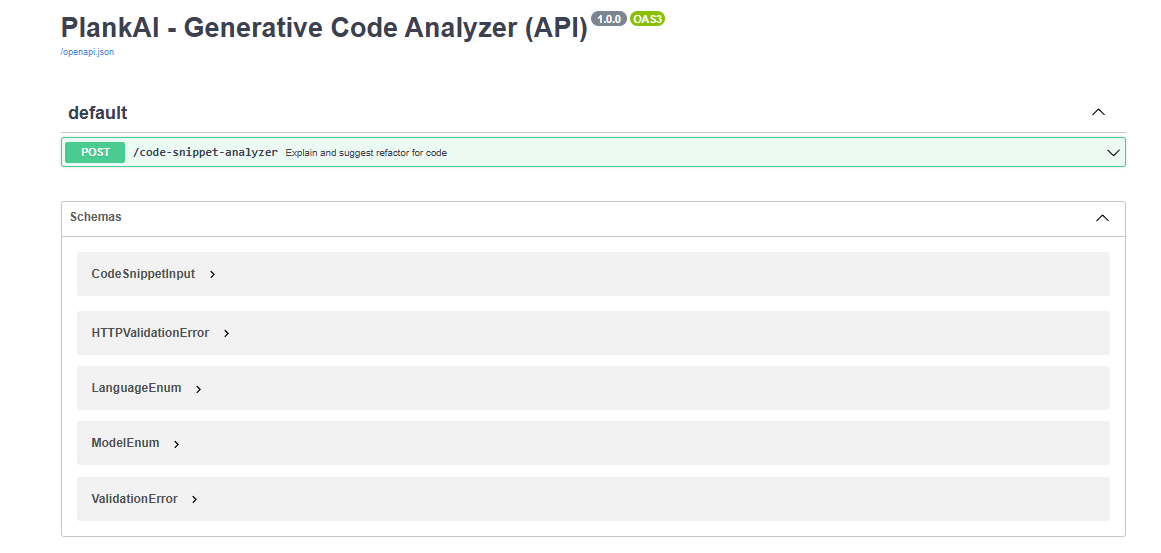 PlankAI - Generative Code Analyzer (API) 1.0.0 OAS3
/openapi.json
default
POST /code-snippet-analyzer Explain and suggest refactor for code
Schemas
CodeSnippetInput
HTTPValidationError
LanguageEnum
ModelEnum
ValidationError